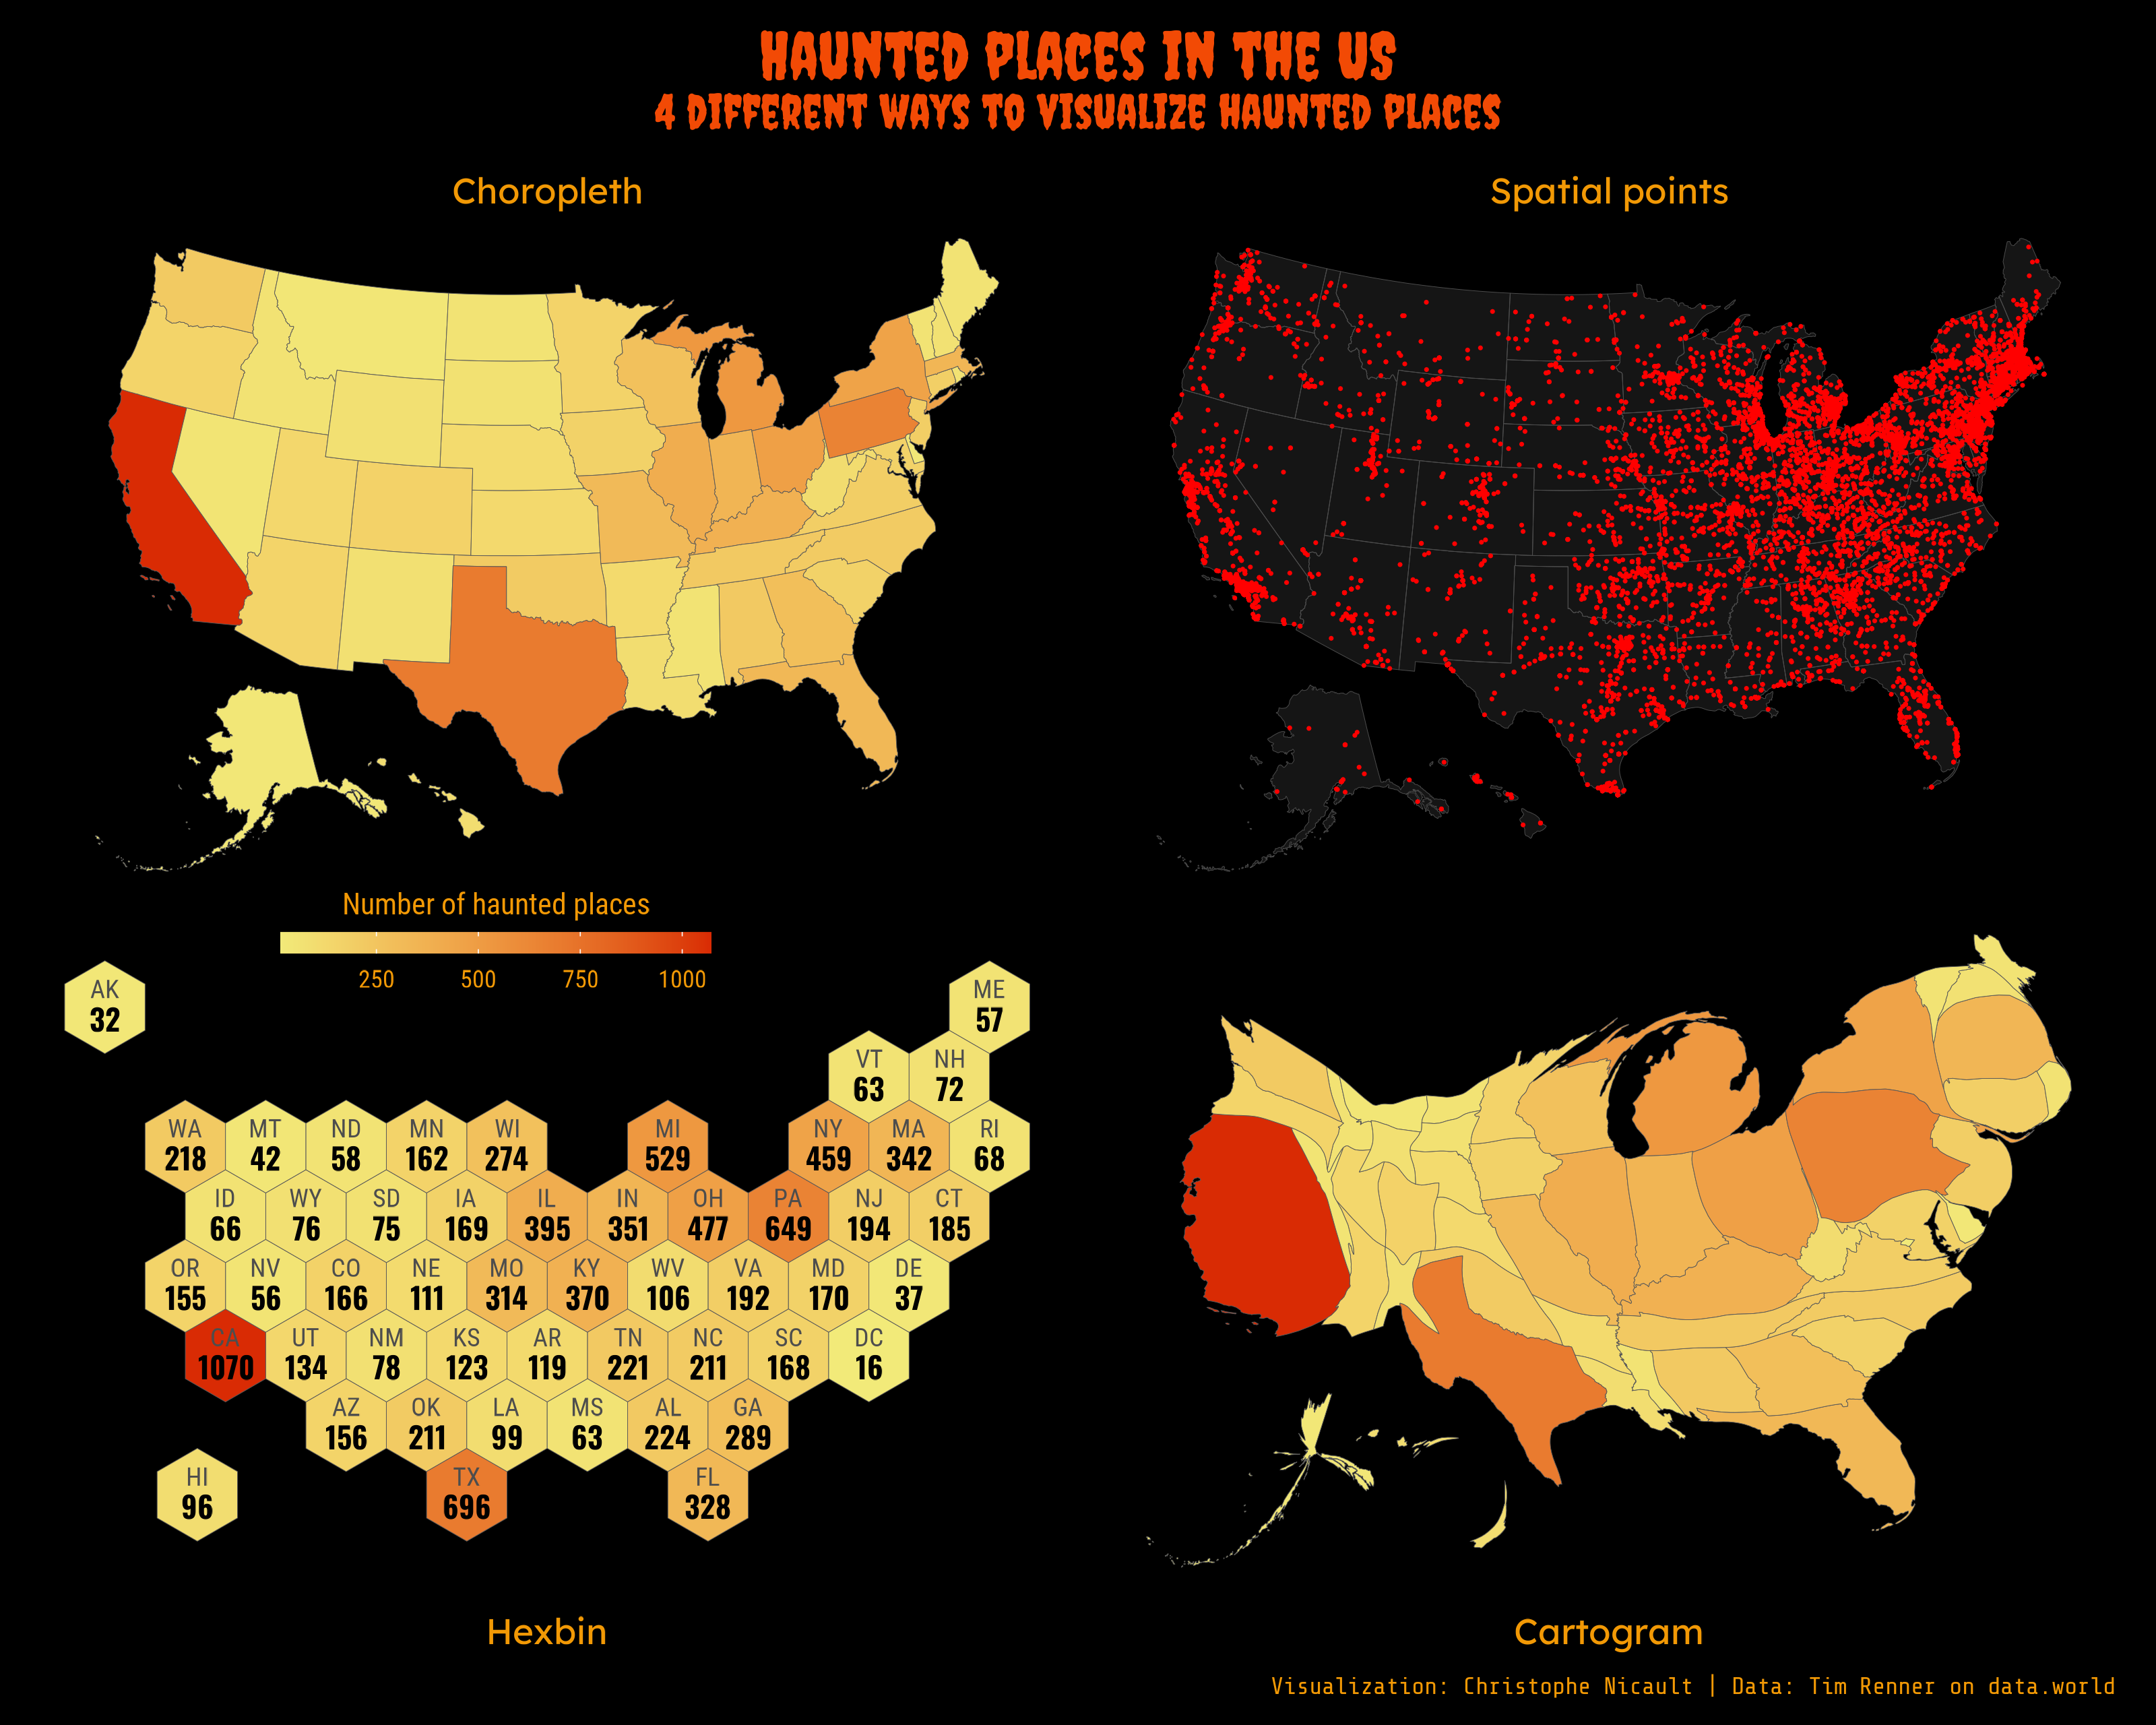 HAUNTED PLACES IN THE US
4 DIFFERENT WAYS TO VISUALIZE HAUNTED PLACES
Choropleth
Spatial points
Number of haunted places
250 500 750 1000
AK
32
ME
57
VT NH
63 72
WA MT ND MN WI MI NY MA RI
218 42 58 162 274 529 459 342 68
ID WY SD IA IL IN OH PA NJ CT
66 76 75 169 395 351 477 649 194 185
OR NV CO NE MO KY WV VA MD DE
155 56 166 111 314 370 106 192 170 37
CA UT NM KS AR TN NC SC DC
1070 134 78 123 119 221 211 168 16
AZ OK LA MS AL GA
156 211 99 63 224 289
HI TX FL
96 696 328
Hexbin
Cartogram
Visualization: Christophe Nicault | Data: Tim Renner on data.world